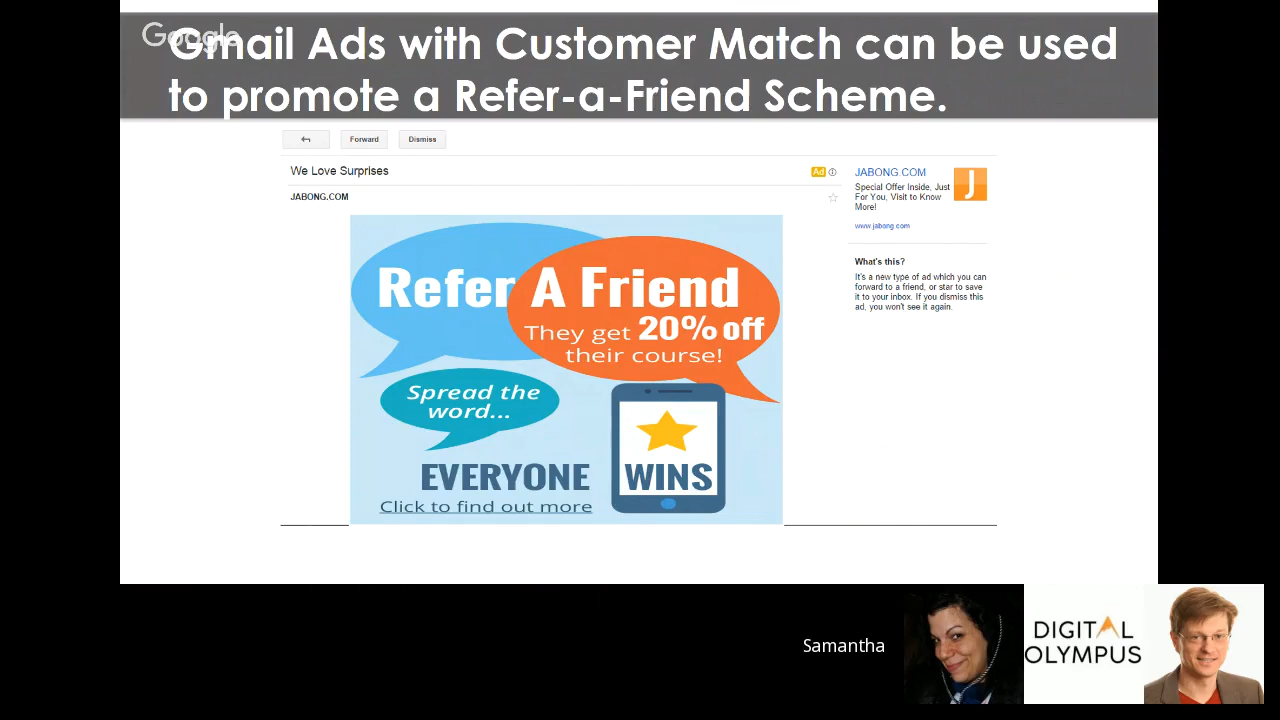 Google
Gmail Ads with Customer Match can be used
to promote a Refer-a-Friend Scheme.
Forward
Dismiss
We Love Surprises
Ad
JABONG.COM
JABONG.COM
Special Offer Inside, Just
For You, Visit to Know
More!
www.jabong.com
J
What's this?
It's a new type of ad which you can
forward to a friend, or star to save
it to your inbox. If you dismiss this
ad, you won't see it again.
Refer A Friend
They get 20% off
their course!
Spread the
word...
EVERYONE WINS
Click to find out more
Samantha
DIGITAL
OLYMPUS